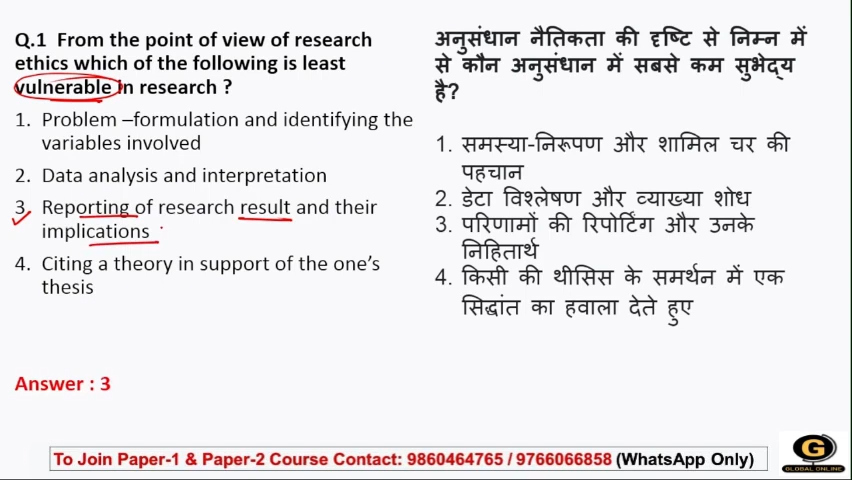 Q.1 From the point of view of research
ethics which of the following is least
vulnerable in research ?
1. Problem –formulation and identifying the
variables involved
2. Data analysis and interpretation
3. Reporting of research result and their
implications
4. Citing a theory in support of the one’s
thesis
Answer : 3
अनुसंधान नैतिकता की दृष्टि से निम्न में
से कौन अनुसंधान में सबसे कम सुभेद्य
है?
1. समस्या-निरूपण और शामिल चर की
पहचान
2. डेटा विश्लेषण और व्याख्या शोध
3. परिणामों की रिपोर्टिंग और उनके
निहितार्थ
4. किसी की थीसिस के समर्थन में एक
सिद्धांत का हवाला देते हुए
To Join Paper-1 & Paper-2 Course Contact: 9860464765 / 9766066858 (WhatsApp Only)
G
GLOBAL ONLINE